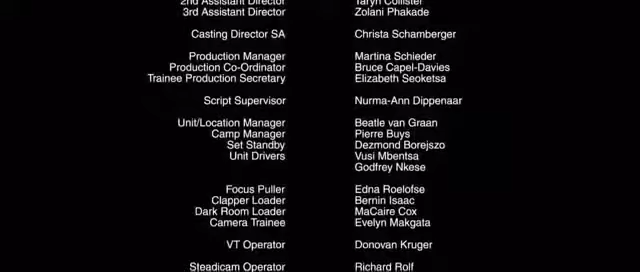 2nd Assistant Director Taryn Collister
3rd Assistant Director Zolani Phakade
Casting Director SA Christa Schamberger
Production Manager Martina Schieder
Production Co-Ordinator Bruce Capel-Davies
Trainee Production Secretary Elizabeth Seoketsa
Script Supervisor Nurma-Ann Dippenaar
Unit/Location Manager Beatle van Graan
Camp Manager Pierre Buys
Set Standby Dezmond Borejszo
Unit Drivers Vusi Mbentsa
Godfrey Nkese
Focus Puller Edna Roelofse
Clapper Loader Bernin Isaac
Dark Room Loader MaCaire Cox
Camera Trainee Evelyn Makgata
VT Operator Donovan Kruger
Steadicam Operator Richard Rolf